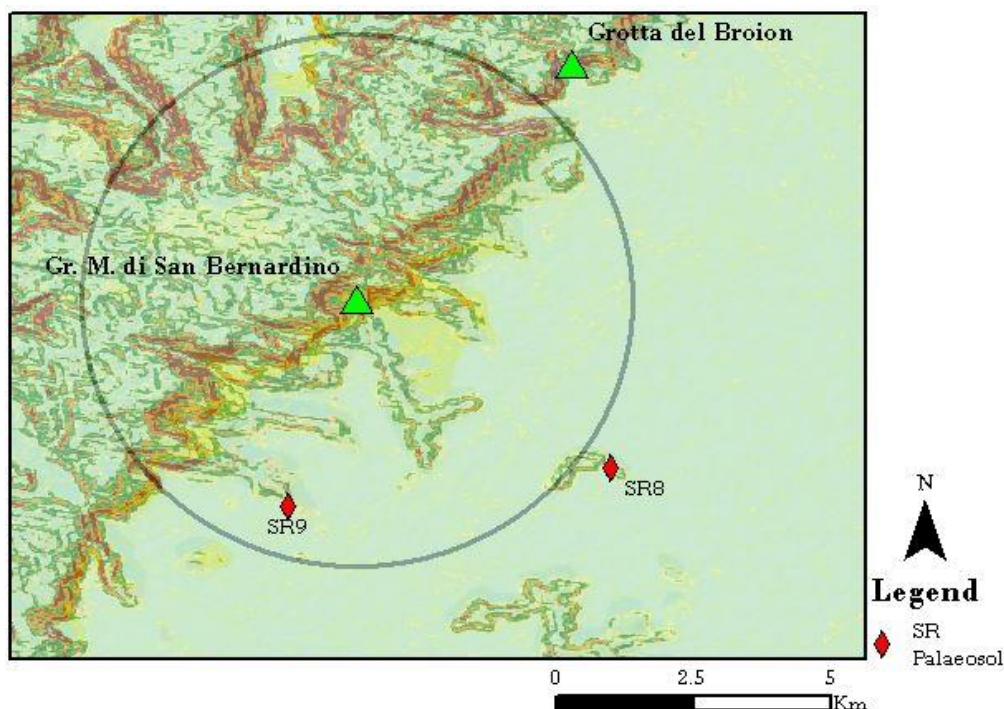 Grotta del Broion
Gr. M. di San Bernardino
SR8
SR9
N
Legend
SR
Palaeosol
0 2.5 5
Km